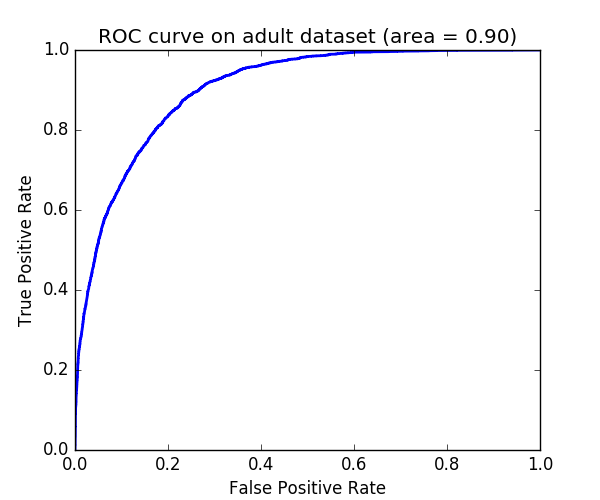 ROC curve on adult dataset (area = 0.90)
1.0
0.8
0.6
0.4
0.2
0.0
True Positive Rate
0.0 0.2 0.4 0.6 0.8 1.0
False Positive Rate